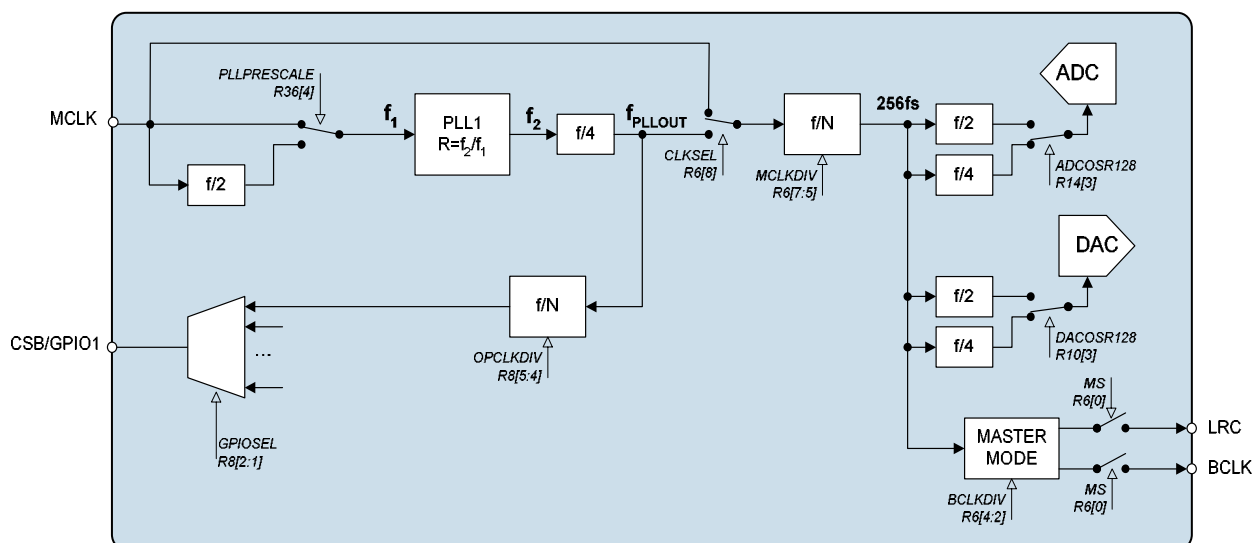 PLLPRESCALE
R36[4]
MCLK
f/2
f1
PLL1
R=f2/f1
f2
f/4
fPLLOUT
CLKSEL
R6[8]
f/N
MCLKDIV
R6[7:5]
256fs
f/2
f/4
ADC
ADCOSR128
R14[3]
DAC
f/2
f/4
DACOSR128
R10[3]
CSB/GPIO1
...
GPIOSEL
R8[2:1]
f/N
OPCLKDIV
R8[5:4]
MASTER
MODE
BCLKDIV
R6[4:2]
MS
R6[0]
LRC
BCLK
MS
R6[0]